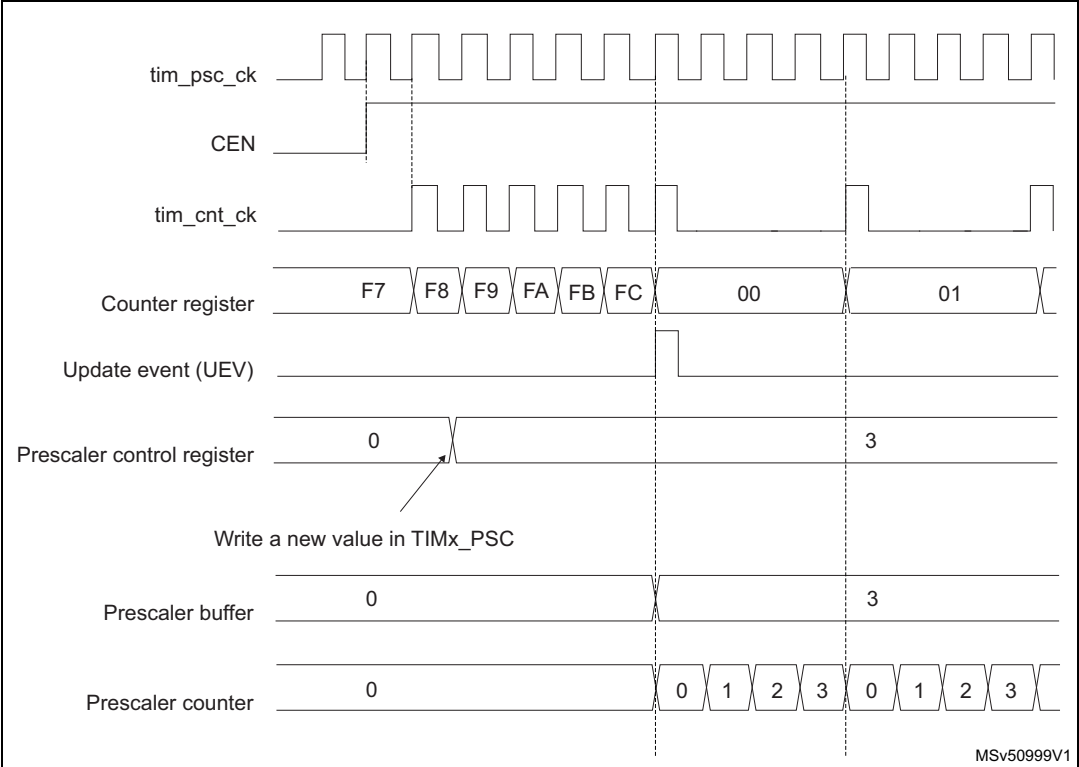 tim_psc_ck
CEN
tim_cnt_ck
Counter register F7 F8 F9 FA FB FC 00 01
Update event (UEV)
Prescaler control register 0 3
Write a new value in TIMx_PSC
Prescaler buffer 0 3
Prescaler counter 0 0 1 2 3 0 1 2 3
MSv50999V1